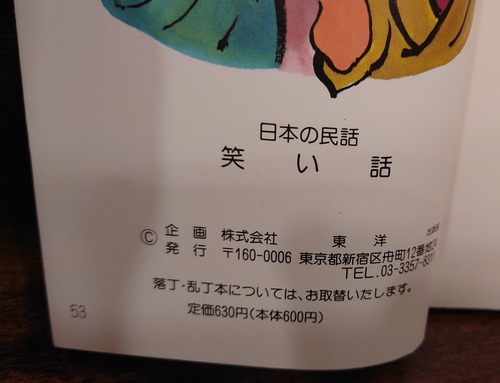 日本の民話
笑い話
© 企画 株式会社 東洋
発行 〒160-0006 東京都新宿区舟町12番地
TEL.03-3357-831
落丁・乱丁本については、お取替いたします。
定価630円(本体600円)
53